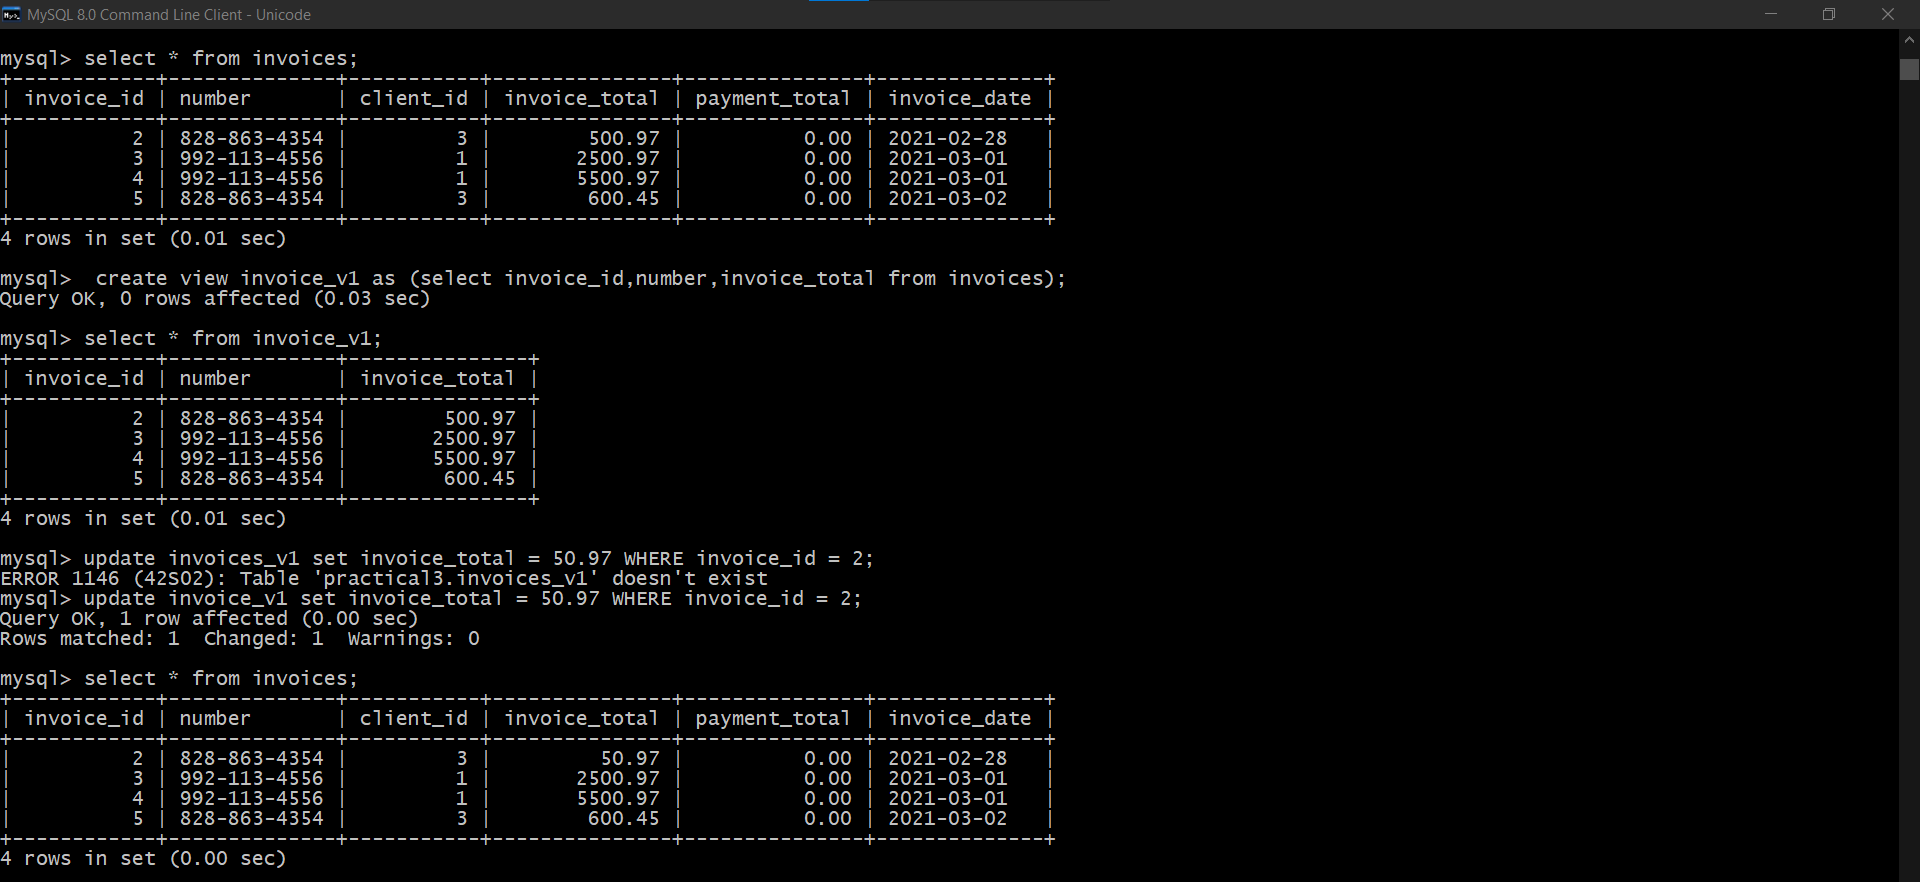 MySQL 8.0 Command Line Client - Unicode
mysql> select * from invoices;
+------------+--------------+-----------+---------------+---------------+--------------+
| invoice_id | number       | client_id | invoice_total | payment_total | invoice_date |
+------------+--------------+-----------+---------------+---------------+--------------+
|          2 | 828-863-4354 |         3 |        500.97 |          0.00 | 2021-02-28   |
|          3 | 992-113-4556 |         1 |       2500.97 |          0.00 | 2021-03-01   |
|          4 | 992-113-4556 |         1 |       5500.97 |          0.00 | 2021-03-01   |
|          5 | 828-863-4354 |         3 |        600.45 |          0.00 | 2021-03-02   |
+------------+--------------+-----------+---------------+---------------+--------------+
4 rows in set (0.01 sec)
mysql>  create view invoice_v1 as (select invoice_id,number,invoice_total from invoices);
Query OK, 0 rows affected (0.03 sec)
mysql> select * from invoice_v1;
+------------+--------------+---------------+
| invoice_id | number       | invoice_total |
+------------+--------------+---------------+
|          2 | 828-863-4354 |        500.97 |
|          3 | 992-113-4556 |       2500.97 |
|          4 | 992-113-4556 |       5500.97 |
|          5 | 828-863-4354 |        600.45 |
+------------+--------------+---------------+
4 rows in set (0.01 sec)
mysql> update invoices_v1 set invoice_total = 50.97 WHERE invoice_id = 2;
ERROR 1146 (42S02): Table 'practical3.invoices_v1' doesn't exist
mysql> update invoice_v1 set invoice_total = 50.97 WHERE invoice_id = 2;
Query OK, 1 row affected (0.00 sec)
Rows matched: 1  Changed: 1  Warnings: 0
mysql> select * from invoices;
+------------+--------------+-----------+---------------+---------------+--------------+
| invoice_id | number       | client_id | invoice_total | payment_total | invoice_date |
+------------+--------------+-----------+---------------+---------------+--------------+
|          2 | 828-863-4354 |         3 |         50.97 |          0.00 | 2021-02-28   |
|          3 | 992-113-4556 |         1 |       2500.97 |          0.00 | 2021-03-01   |
|          4 | 992-113-4556 |         1 |       5500.97 |          0.00 | 2021-03-01   |
|          5 | 828-863-4354 |         3 |        600.45 |          0.00 | 2021-03-02   |
+------------+--------------+-----------+---------------+---------------+--------------+
4 rows in set (0.00 sec)